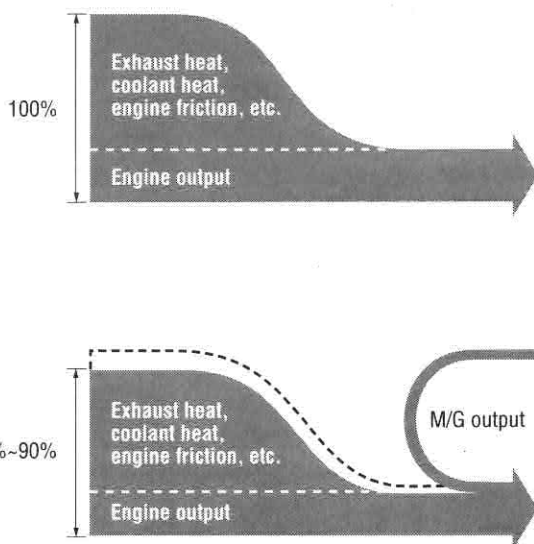 Exhaust heat,
coolant heat,
engine friction, etc.
100%
Engine output
Exhaust heat,
coolant heat,
engine friction, etc.
M/G output
%~90%
Engine output